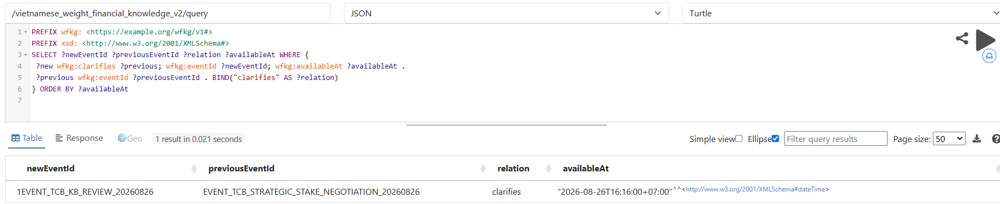 /vietnamese_weight_financial_knowledge_v2/query JSON Turtle
1 PREFIX wfkg: <https://example.org/wfkg/v1#>
2 PREFIX xsd: <http://www.w3.org/2001/XMLSchema#>
3 SELECT ?newEventId ?previousEventId ?relation ?availableAt WHERE {
4 ?new wfkg:clarifies ?previous; wfkg:eventId ?newEventId; wfkg:availableAt ?availableAt .
5 ?previous wfkg:eventId ?previousEventId . BIND("clarifies" AS ?relation)
6 } ORDER BY ?availableAt
7
Table Response Geo 1 result in 0.021 seconds Simple view Ellipse Filter query results Page size: 50
newEventId previousEventId relation availableAt
1 EVENT_TCB_KB_REVIEW_20260826 EVENT_TCB_STRATEGIC_STAKE_NEGOTIATION_20260826 clarifies "2026-08-26T16:16:00+07:00"^^<http://www.w3.org/2001/XMLSchema#dateTime>